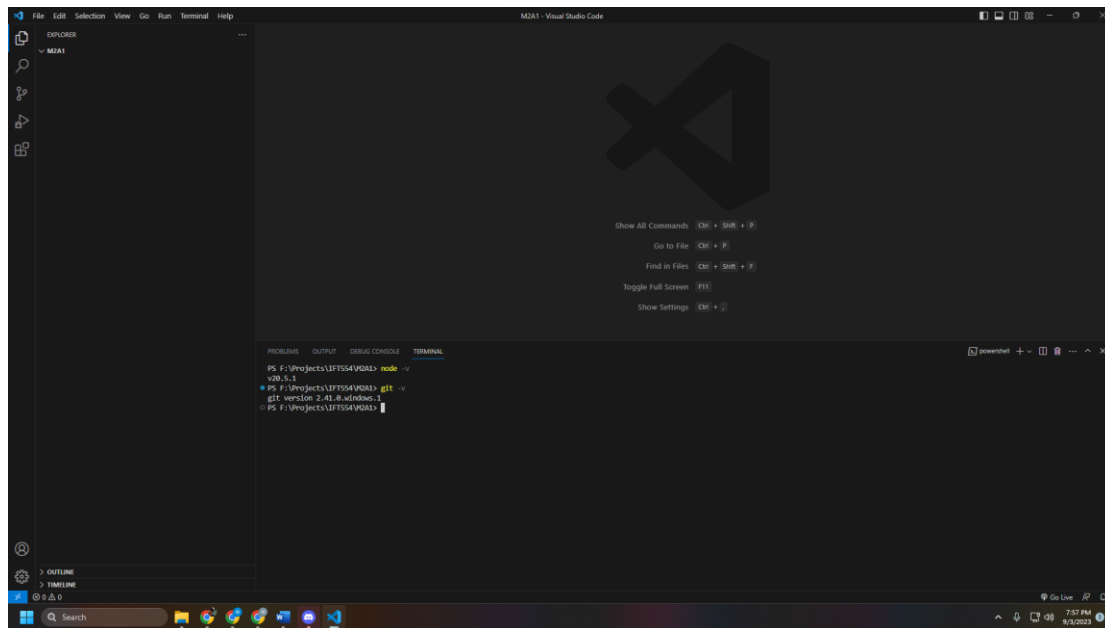 File Edit Selection View Go Run Terminal Help
M2A1 - Visual Studio Code
EXPLORER
M2A1
Show All Commands Ctrl + Shift + P
Go to File Ctrl + P
Find in Files Ctrl + Shift + F
Toggle Full Screen F11
Show Settings Ctrl + ,
PROBLEMS OUTPUT DEBUG CONSOLE TERMINAL
powershell
PS F:\Projects\IFT554\M2A1> node -v
v20.5.1
PS F:\Projects\IFT554\M2A1> git -v
git version 2.41.0.windows.1
PS F:\Projects\IFT554\M2A1>
OUTLINE
TIMELINE
0 0
Go Live
Search
7:57 PM
9/3/2023